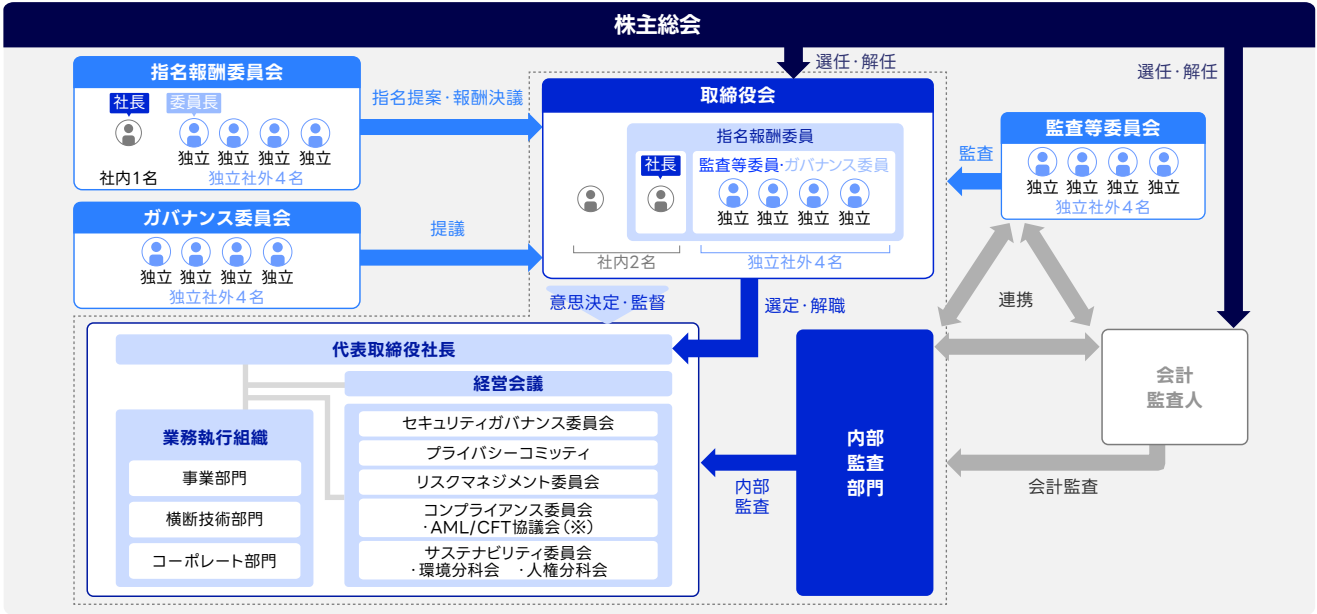 株主総会
選任・解任
選任・解任
指名報酬委員会
社長
委員長
独立 独立 独立 独立
社内1名
独立社外4名
指名提案・報酬決議
ガバナンス委員会
独立 独立 独立 独立
独立社外4名
提議
取締役会
指名報酬委員
社長
監査等委員・ガバナンス委員
独立 独立 独立 独立
社内2名
独立社外4名
監査
監査等委員会
独立 独立 独立 独立
独立社外4名
意思決定・監督
選定・解職
連携
代表取締役社長
経営会議
業務執行組織
事業部門
横断技術部門
コーポレート部門
セキュリティガバナンス委員会
プライバシーコミッティ
リスクマネジメント委員会
コンプライアンス委員会
・AML/CFT協議会(※)
サステナビリティ委員会
・環境分科会 ・人権分科会
内部
監査
内部
監査
部門
会計
監査人
会計監査